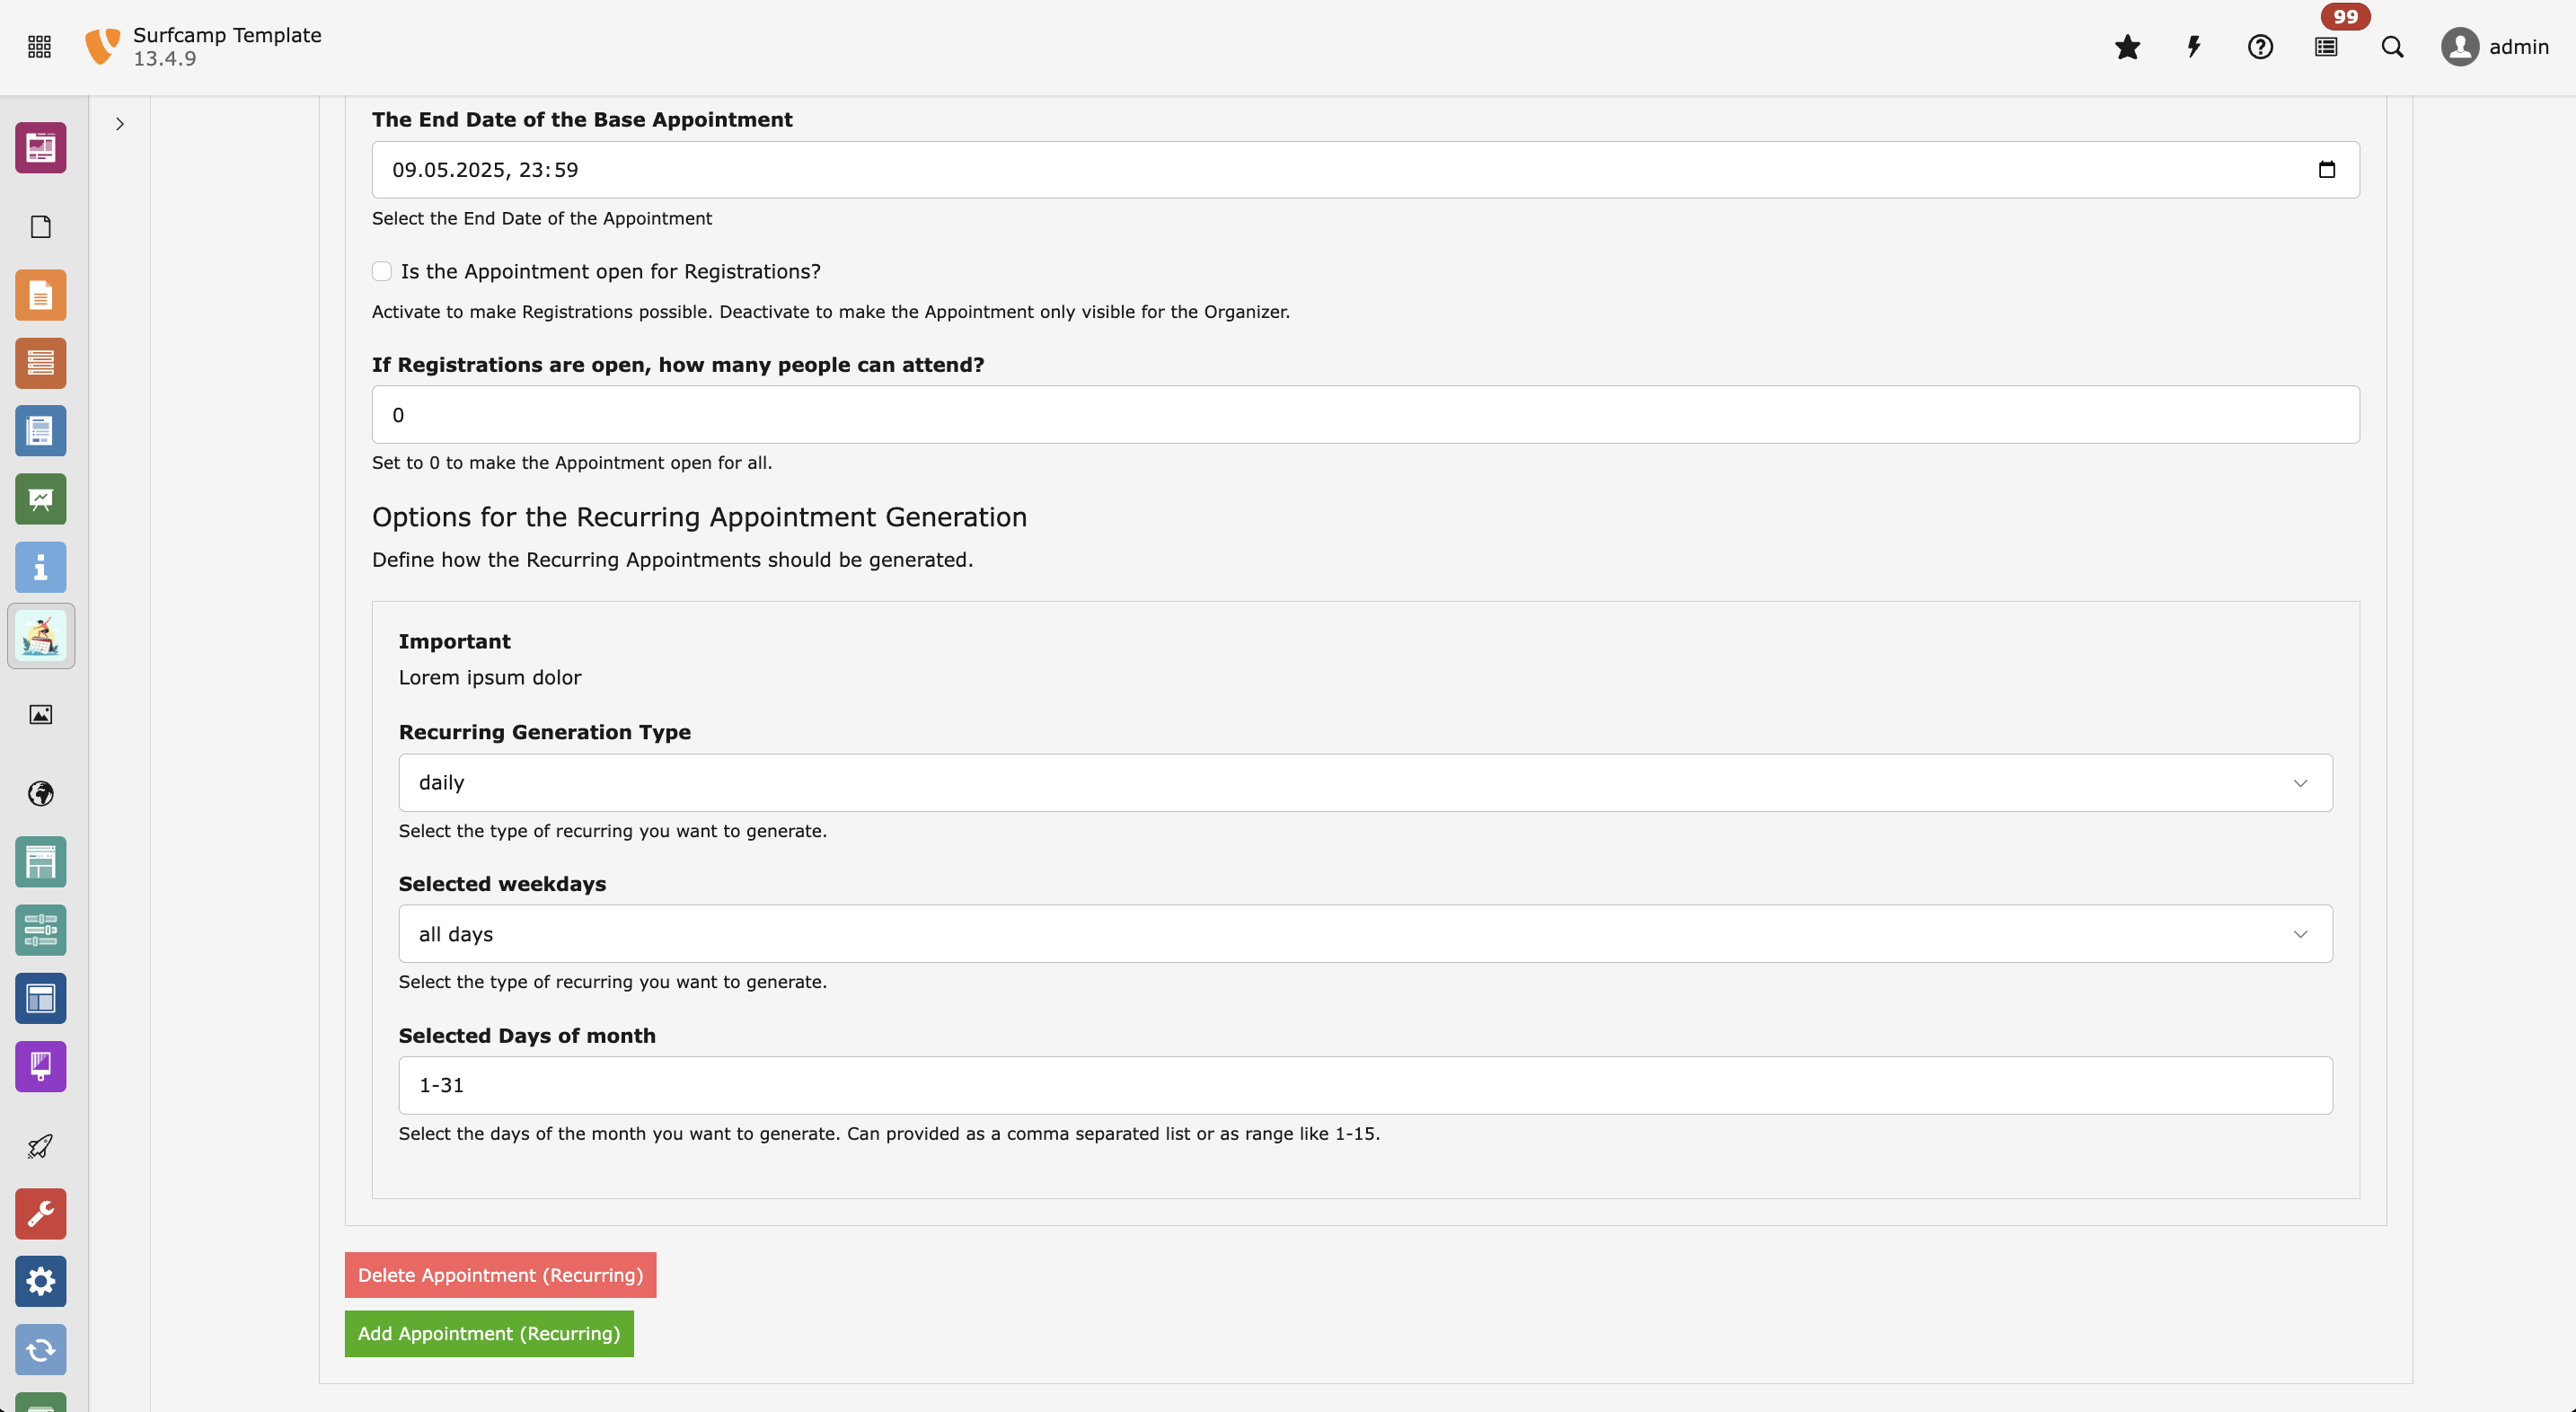 Surfcamp Template
13.4.9
99
admin
The End Date of the Base Appointment
09.05.2025, 23:59
Select the End Date of the Appointment
Is the Appointment open for Registrations?
Activate to make Registrations possible. Deactivate to make the Appointment only visible for the Organizer.
If Registrations are open, how many people can attend?
0
Set to 0 to make the Appointment open for all.
Options for the Recurring Appointment Generation
Define how the Recurring Appointments should be generated.
Important
Lorem ipsum dolor
Recurring Generation Type
daily
Select the type of recurring you want to generate.
Selected weekdays
all days
Select the type of recurring you want to generate.
Selected Days of month
1-31
Select the days of the month you want to generate. Can provided as a comma separated list or as range like 1-15.
Delete Appointment (Recurring)
Add Appointment (Recurring)